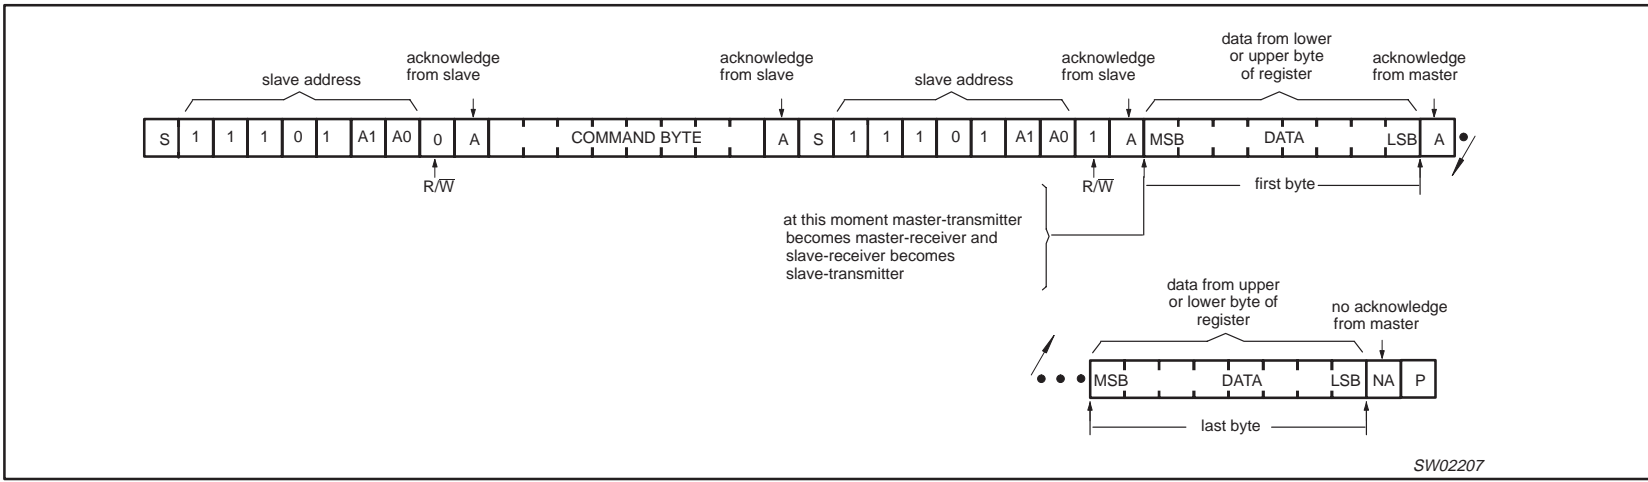 slave address
acknowledge
from slave
acknowledge
from slave
slave address
acknowledge
from slave
data from lower
or upper byte
of register
acknowledge
from master
S 1 1 1 0 1 A1 A0 0 A COMMAND BYTE A S 1 1 1 0 1 A1 A0 1 A MSB DATA LSB A
R/W̅
R/W̅
first byte
at this moment master-transmitter
becomes master-receiver and
slave-receiver becomes
slave-transmitter
data from upper
or lower byte of
register
no acknowledge
from master
MSB DATA LSB NA P
last byte
SW02207